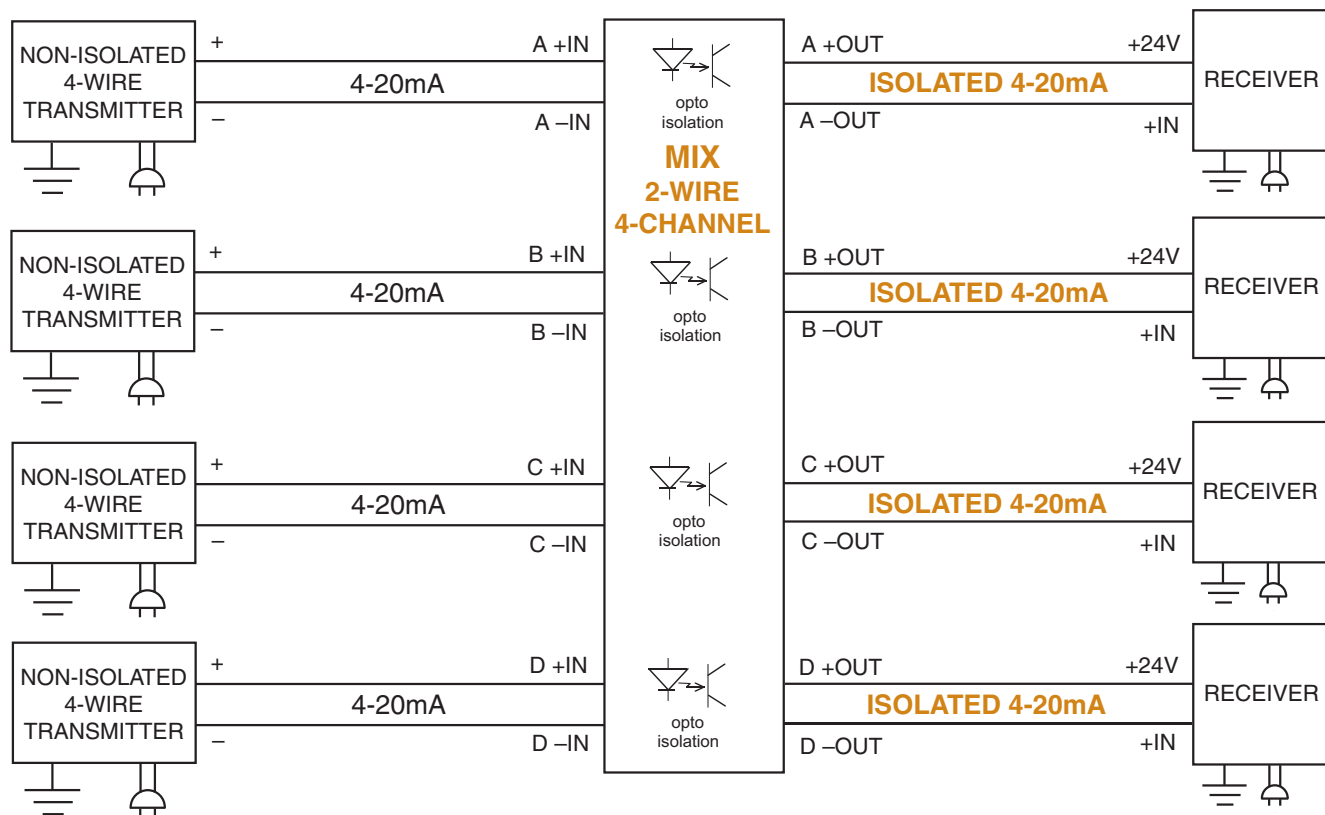 NON-ISOLATED
4-WIRE
TRANSMITTER
+
–
4-20mA
A +IN
A –IN
opto
isolation
MIX
2-WIRE
4-CHANNEL
A +OUT
A –OUT
ISOLATED 4-20mA
+24V
+IN
RECEIVER
NON-ISOLATED
4-WIRE
TRANSMITTER
+
–
4-20mA
B +IN
B –IN
opto
isolation
B +OUT
B –OUT
ISOLATED 4-20mA
+24V
+IN
RECEIVER
NON-ISOLATED
4-WIRE
TRANSMITTER
+
–
4-20mA
C +IN
C –IN
opto
isolation
C +OUT
C –OUT
ISOLATED 4-20mA
+24V
+IN
RECEIVER
NON-ISOLATED
4-WIRE
TRANSMITTER
+
–
4-20mA
D +IN
D –IN
opto
isolation
D +OUT
D –OUT
ISOLATED 4-20mA
+24V
+IN
RECEIVER